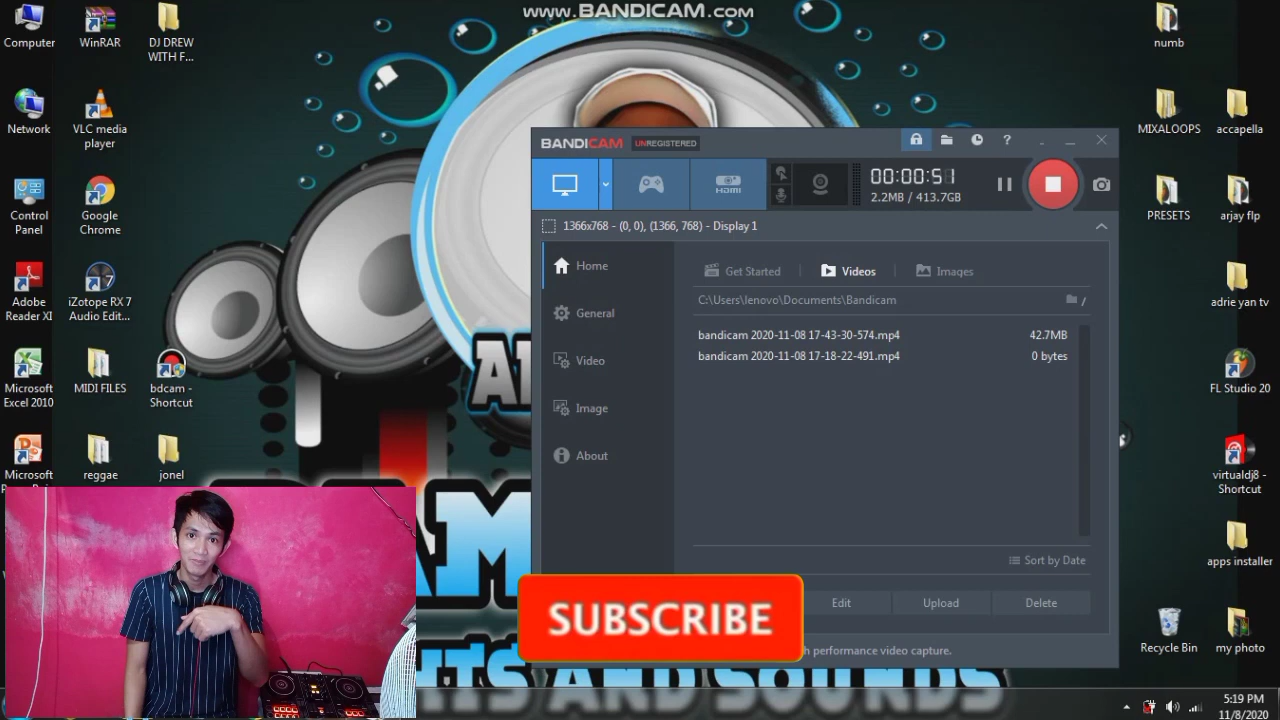 www.BANDICAM.com
Computer
WinRAR
DJ DREW
WITH F...
numb
Network
VLC media
player
MIXALOOPS
accapella
Control
Panel
Google
Chrome
PRESETS
arjay flp
Adobe
Reader XI
iZotope RX 7
Audio Edit...
adrie yan tv
Microsoft
Excel 2010
MIDI FILES
bdcam -
Shortcut
FL Studio 20
Microsoft
reggae
jonel
virtualdj8 -
Shortcut
apps installer
Recycle Bin
my photo
BANDICAM UNREGISTERED
HDMI
00:00:51
2.2MB / 413.7GB
1366x768 - (0, 0), (1366, 768) - Display 1
Home
General
Video
Image
About
Get Started
Videos
Images
C:\Users\lenovo\Documents\Bandicam
/
bandicam 2020-11-08 17-43-30-574.mp4 42.7MB
bandicam 2020-11-08 17-18-22-491.mp4 0 bytes
Sort by Date
Edit
Upload
Delete
performance video capture.
SUBSCRIBE
AND SOUNDS
5:19 PM
11/8/2020